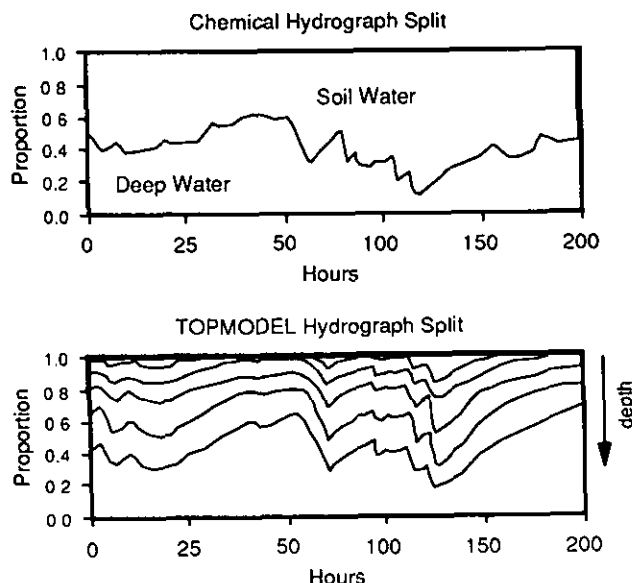 Chemical Hydrograph Split
1.0
0.8
0.6
0.4
0.2
0.0
Proportion
Soil Water
Deep Water
0 25 50 100 150 200
Hours
TOPMODEL Hydrograph Split
1.0
0.8
0.6
0.4
0.2
0.0
Proportion
depth
0 25 50 100 150 200
Hours